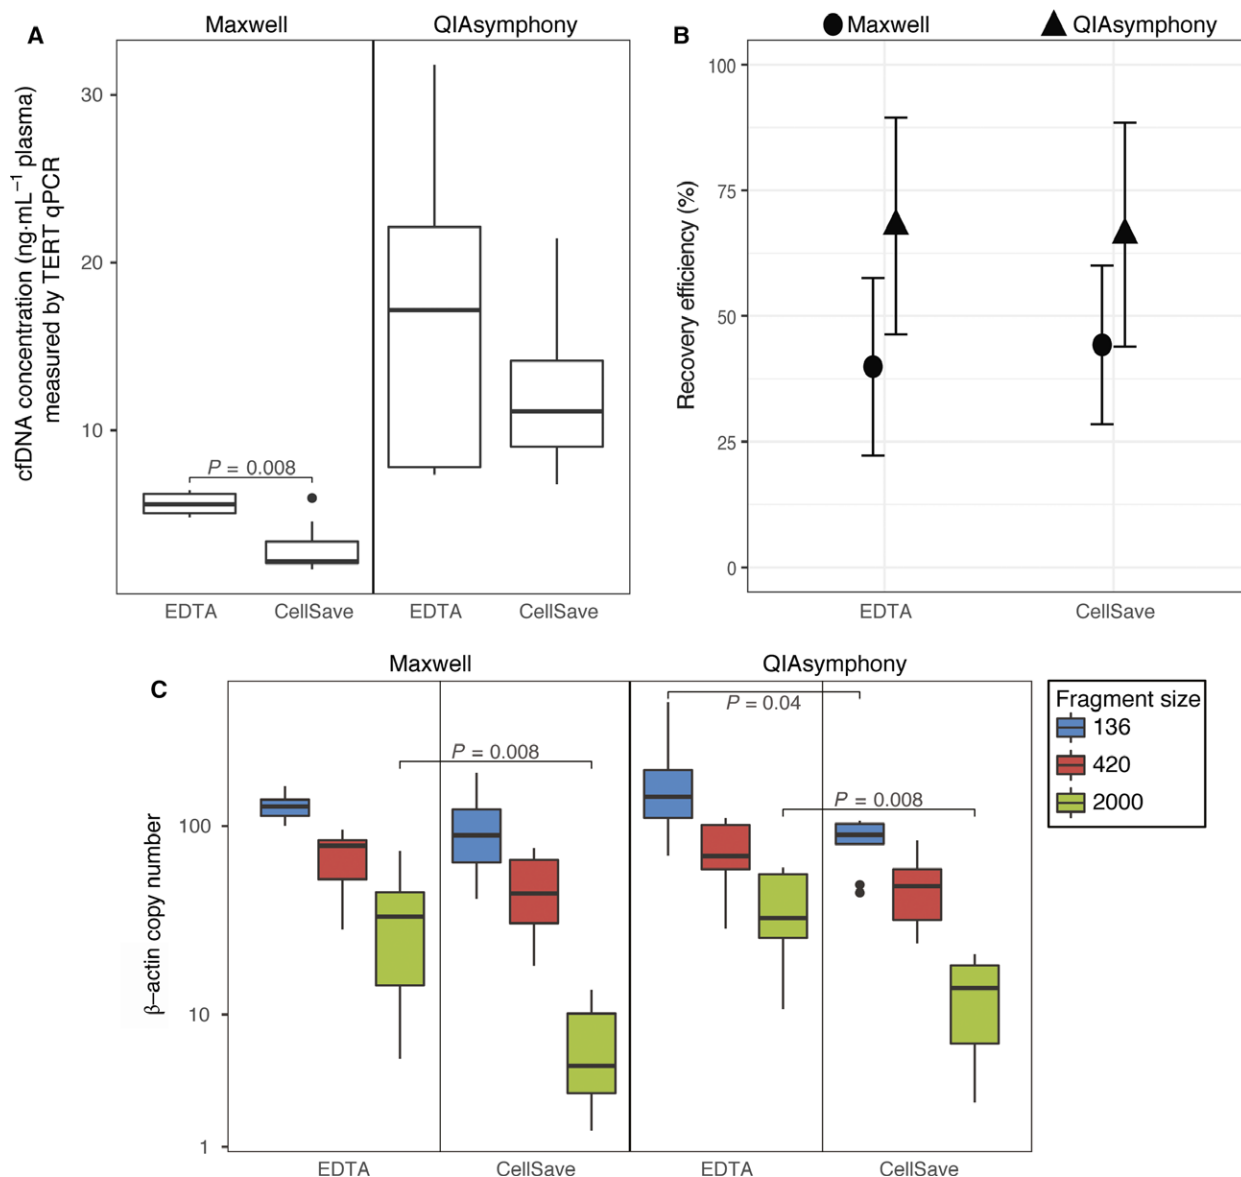 A
Maxwell
QIAsymphony
cfDNA concentration (ng·mL⁻¹ plasma)
measured by TERT qPCR
30
20
10
P = 0.008
EDTA
CellSave
EDTA
CellSave
B
Maxwell
QIAsymphony
Recovery efficiency (%)
100
75
50
25
0
EDTA
CellSave
C
Maxwell
QIAsymphony
β–actin copy number
100
10
1
P = 0.008
P = 0.04
P = 0.008
EDTA
CellSave
EDTA
CellSave
Fragment size
136
420
2000